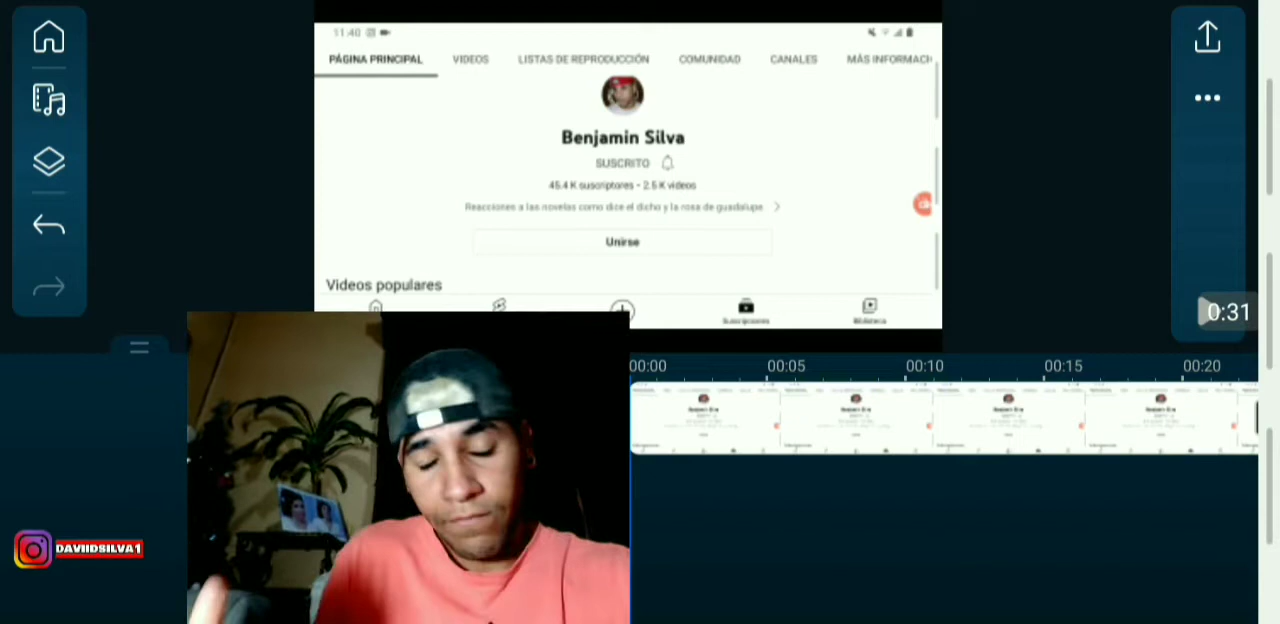 11:40
PÁGINA PRINCIPAL VIDEOS LISTAS DE REPRODUCCIÓN COMUNIDAD CANALES MÁS INFORMACI
Benjamin Silva
SUSCRITO
45.4 K suscriptores • 2.5 K videos
Reacciones a las novelas como dice el dicho y la rosa de guadalupe
Unirse
Videos populares
Suscripciones Biblioteca
0:31
00:00 00:05 00:10 00:15 00:20
DAVIIDSILVA1